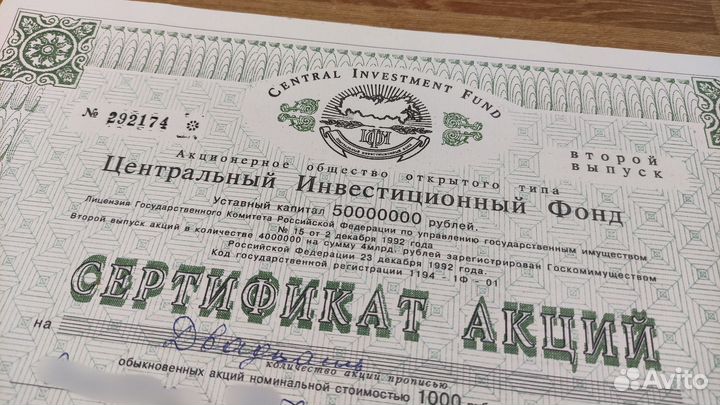 CENTRAL INVESTMENT FUND
№ 292174 *
ЦИФ
второй
выпуск
Акционерное общество открытого типа
Центральный Инвестиционный Фонд
Уставный капитал 50000000 рублей.
Лицензия Государственного Комитета Российской Федерации по управлению государственным имуществом
№ 15 от 2 декабря 1992 года
Второй выпуск акций в количестве 4000000 на сумму 4млрд. рублей зарегистрирован Госкомимуществом
Российской Федерации 23 декабря 1992 года.
Код государственной регистрации 1194 - 1Ф - 01
СЕРТИФИКАТ АКЦИЙ
на Двадцать
количество акций прописью
обыкновенных акций номинальной стоимостью 1000
Avito